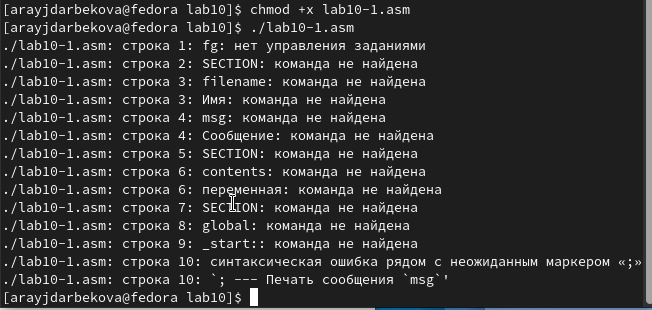 [arayjdarbekova@fedora lab10]$ chmod +x lab10-1.asm
[arayjdarbekova@fedora lab10]$ ./lab10-1.asm
./lab10-1.asm: строка 1: fg: нет управления заданиями
./lab10-1.asm: строка 2: SECTION: команда не найдена
./lab10-1.asm: строка 3: filename: команда не найдена
./lab10-1.asm: строка 3: Имя: команда не найдена
./lab10-1.asm: строка 4: msg: команда не найдена
./lab10-1.asm: строка 4: Сообщение: команда не найдена
./lab10-1.asm: строка 5: SECTION: команда не найдена
./lab10-1.asm: строка 6: contents: команда не найдена
./lab10-1.asm: строка 6: переменная: команда не найдена
./lab10-1.asm: строка 7: SECTION: команда не найдена
./lab10-1.asm: строка 8: global: команда не найдена
./lab10-1.asm: строка 9: _start:: команда не найдена
./lab10-1.asm: строка 10: синтаксическая ошибка рядом с неожиданным маркером «;»
./lab10-1.asm: строка 10: `; --- Печать сообщения `msg`'
[arayjdarbekova@fedora lab10]$